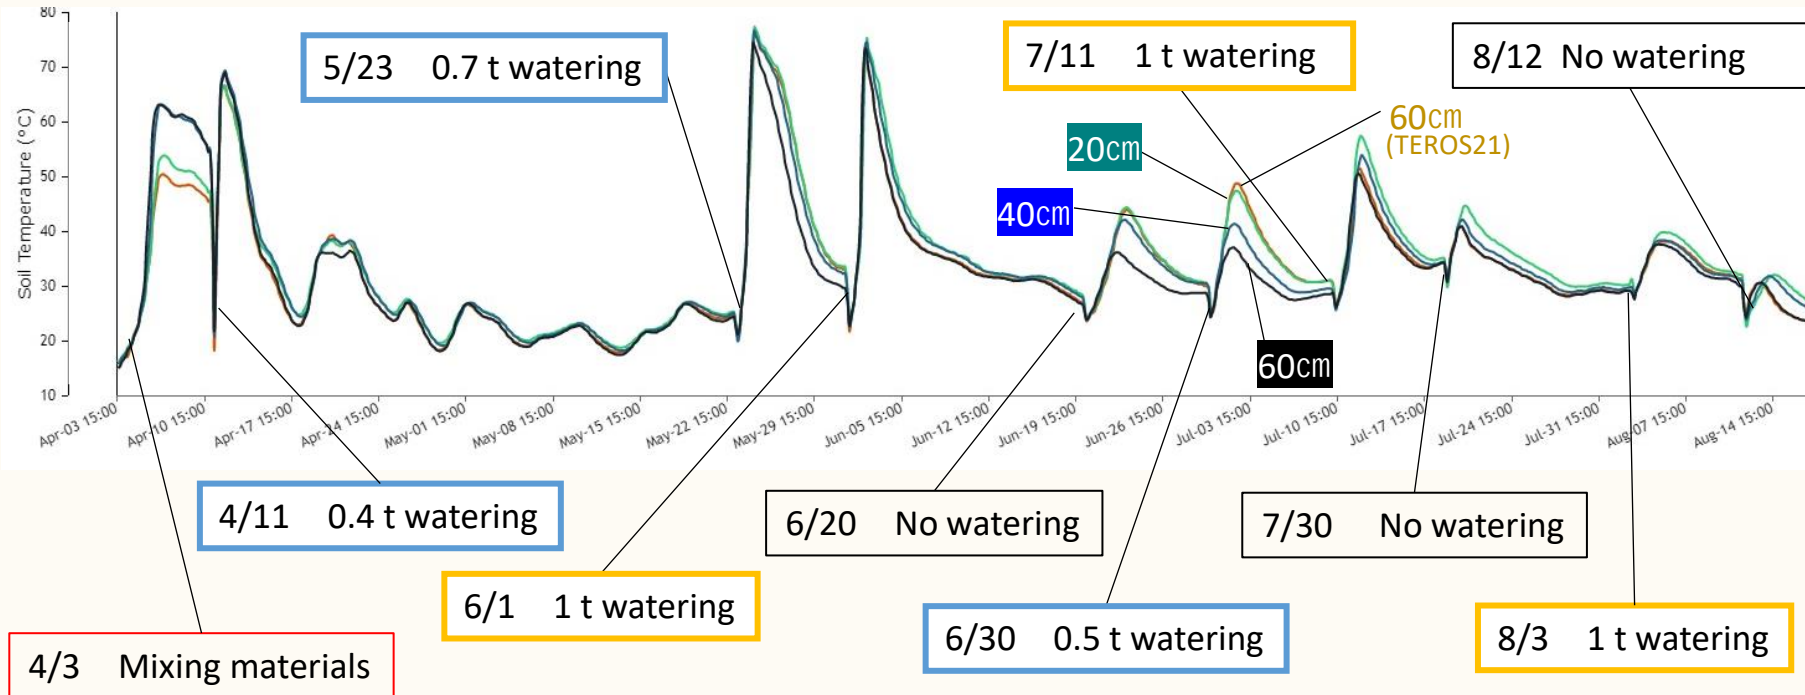 80
70
60
50
40
30
20
10
Soil Temperature (°C)
5/23 0.7 t watering
7/11 1 t watering
8/12 No watering
60cm
(TEROS21)
20cm
40cm
60cm
Apr-03 15:00
Apr-10 15:00
Apr-17 15:00
Apr-24 15:00
May-01 15:00
May-08 15:00
May-15 15:00
May-22 15:00
May-29 15:00
Jun-05 15:00
Jun-12 15:00
Jun-19 15:00
Jun-26 15:00
Jul-03 15:00
Jul-10 15:00
Jul-17 15:00
Jul-24 15:00
Jul-31 15:00
Aug-07 15:00
Aug-14 15:00
4/11 0.4 t watering
6/20 No watering
7/30 No watering
6/1 1 t watering
6/30 0.5 t watering
8/3 1 t watering
4/3 Mixing materials